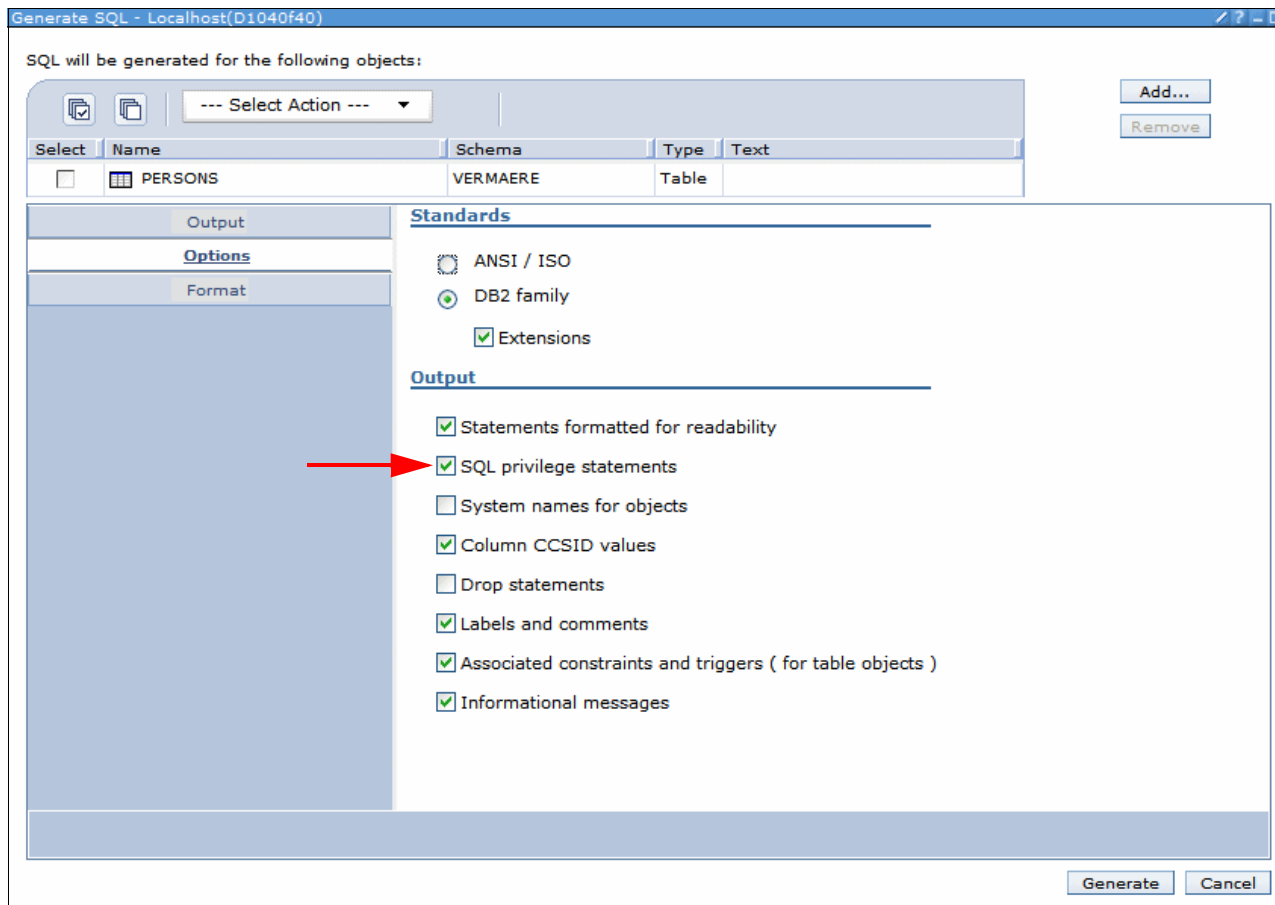 Generate SQL - Localhost(D1040f40)
SQL will be generated for the following objects:
--- Select Action ---
Add...
Remove
Select Name Schema Type Text
PERSONS VERMAERE Table
Output
Options
Format
Standards
ANSI / ISO
DB2 family
Extensions
Output
Statements formatted for readability
SQL privilege statements
System names for objects
Column CCSID values
Drop statements
Labels and comments
Associated constraints and triggers ( for table objects )
Informational messages
Generate Cancel